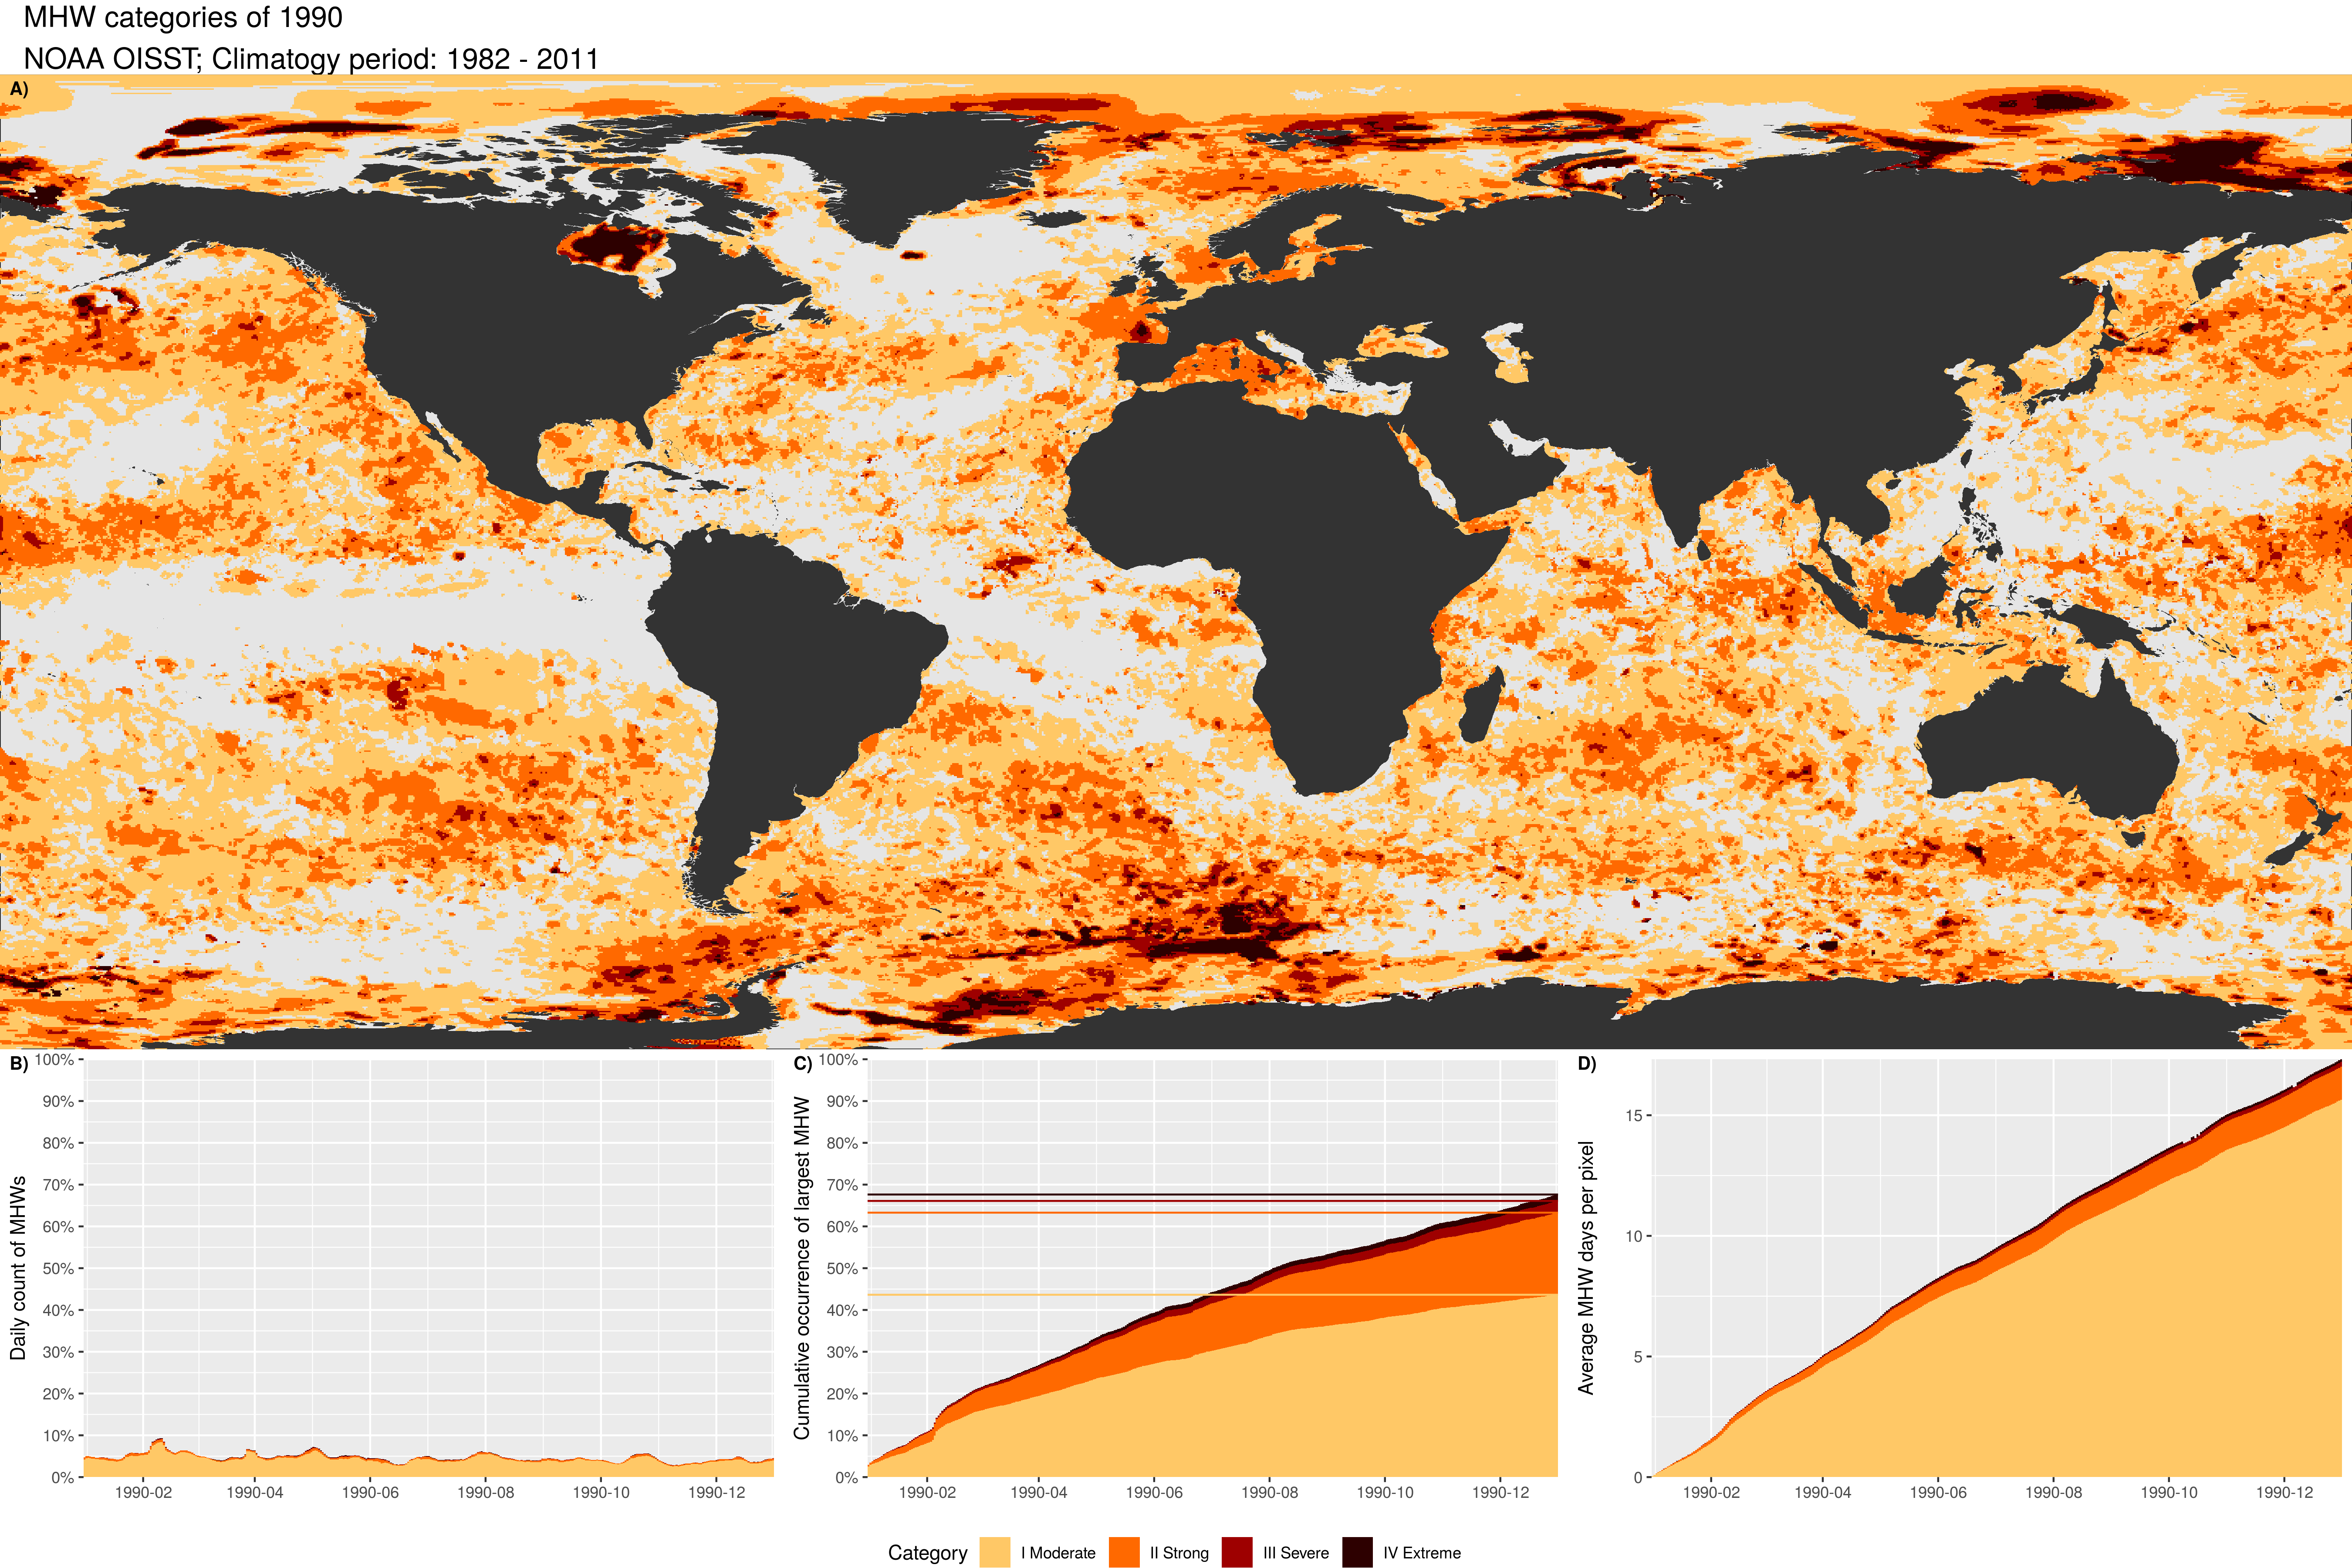 MHW categories of 1990
NOAA OISST; Climatogy period: 1982 - 2011
A)
B)
Daily count of MHWs
100%
90%
80%
70%
60%
50%
40%
30%
20%
10%
0%
1990-02 1990-04 1990-06 1990-08 1990-10 1990-12
C)
Cumulative occurrence of largest MHW
100%
90%
80%
70%
60%
50%
40%
30%
20%
10%
0%
1990-02 1990-04 1990-06 1990-08 1990-10 1990-12
D)
Average MHW days per pixel
15
10
5
0
1990-02 1990-04 1990-06 1990-08 1990-10 1990-12
Category I Moderate II Strong III Severe IV Extreme